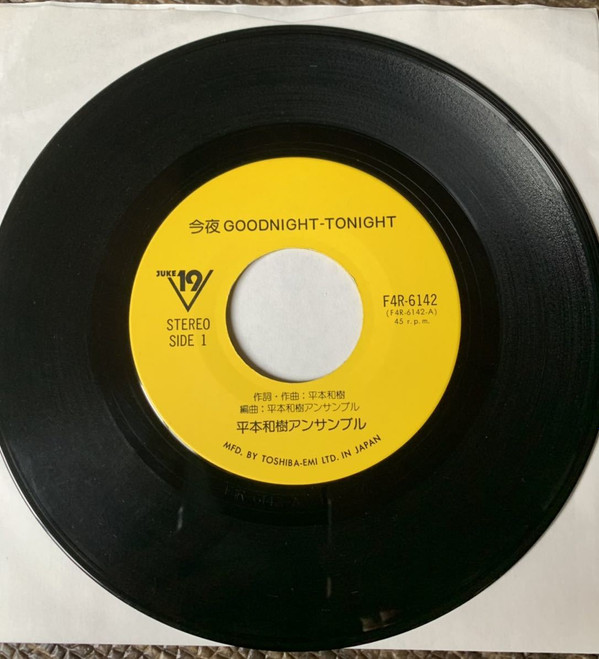 今夜 GOODNIGHT-TONIGHT
JUKE 19
STEREO
SIDE 1
F4R-6142
(F4R-6142-A)
45 r.p.m.
作詞・作曲：平本和樹
編曲：平本和樹アンサンブル
平本和樹アンサンブル
MFD. BY TOSHIBA-EMI LTD. IN JAPAN